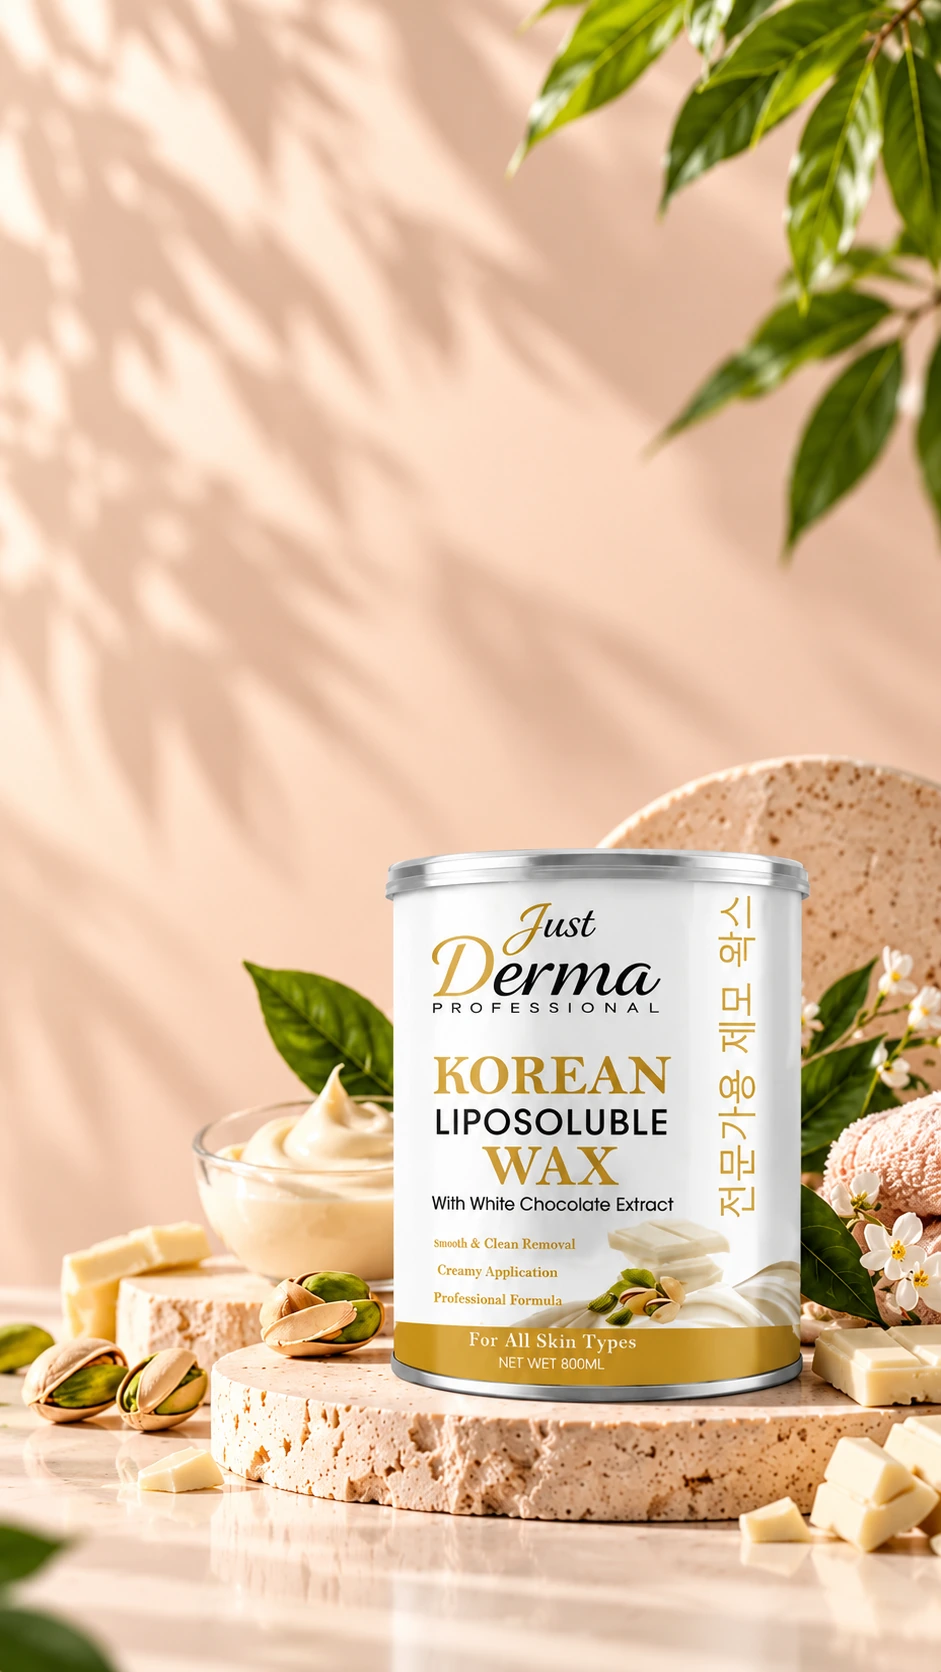 Just
Derma
PROFESSIONAL
KOREAN
LIPOSOLUBLE
WAX
With White Chocolate Extract
Smooth & Clean Removal
Creamy Application
Professional Formula
For All Skin Types
NET WET 800ML
전문가용 제모 왁스